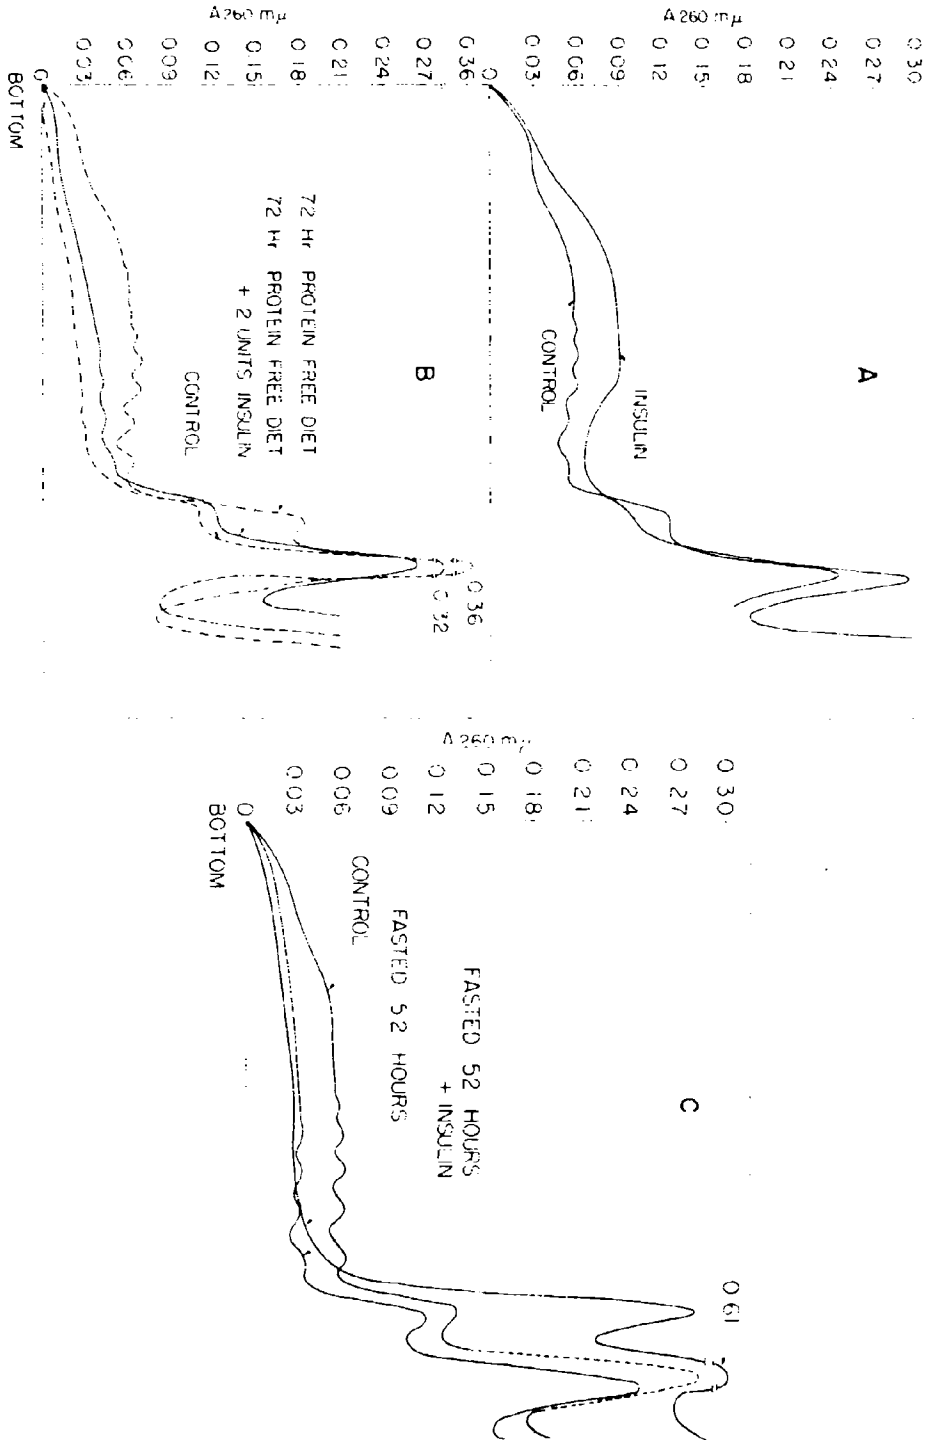 A
A 260 mμ
0 30
0 27
0 24
0 21
0 18
0 15
0 12
0 09
0 06
0 03
0
INSULIN
CONTROL
B
A 260 mμ
0 36
0 27
0 24
0 21
0 18
0 15
0 12
0 09
0 06
0 03
0
BOTTOM
72 Hr PROTEIN FREE DIET
72 Hr PROTEIN FREE DIET
+ 2 UNITS INSULIN
CONTROL
0 36
0 32
C
A 260 mμ
0 30
0 27
0 24
0 21
0 18
0 15
0 12
0 09
0 06
0 03
0
BOTTOM
0 61
FASTED 52 HOURS
+ INSULIN
FASTED 52 HOURS
CONTROL